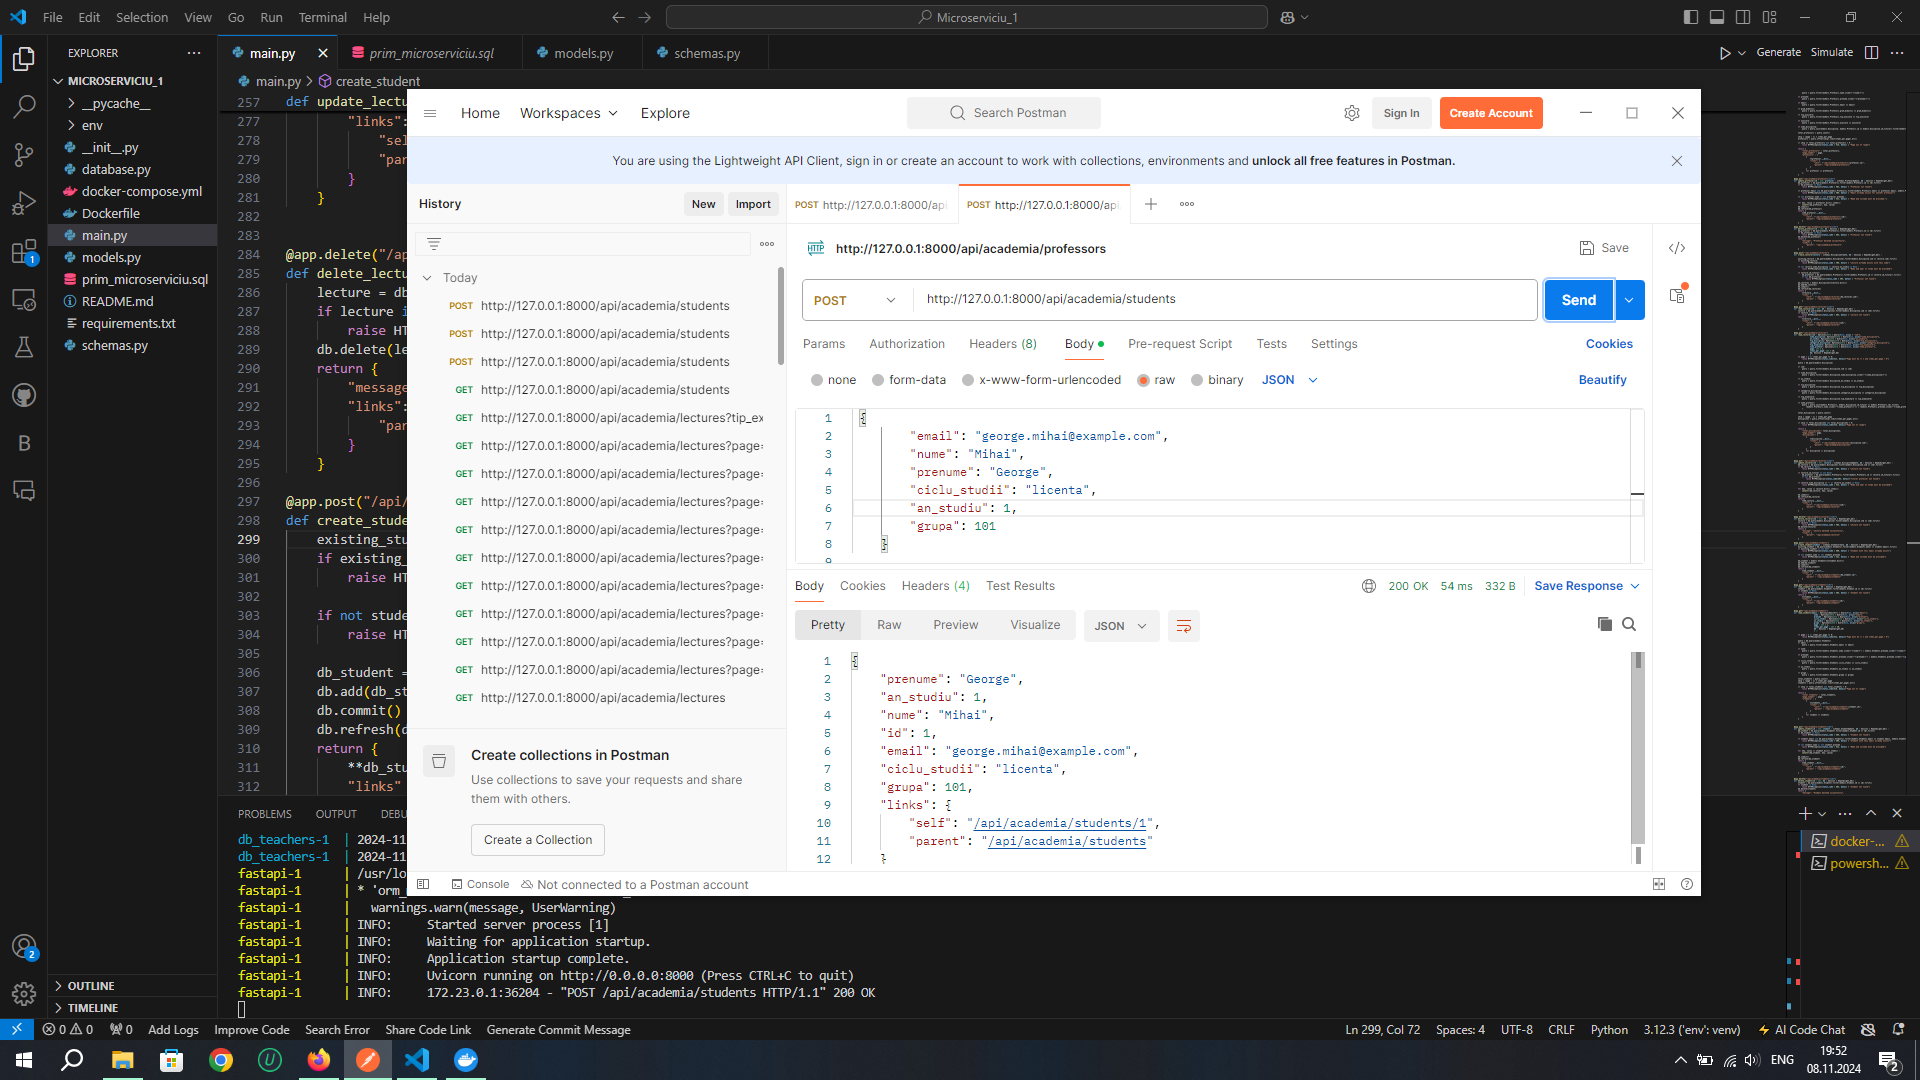 File Edit Selection View Go Run Terminal Help
Microserviciu_1
EXPLORER
MICROSERVICIU_1
__pycache__
env
__init__.py
database.py
docker-compose.yml
Dockerfile
main.py
models.py
prim_microserviciu.sql
README.md
requirements.txt
schemas.py
OUTLINE
TIMELINE
1
2
main.py
prim_microserviciu.sql
models.py
schemas.py
Generate Simulate
main.py > create_student
257 def update_lectu
277 "links":
278 "sel
279 "par
280 }
281 }
282
283
284 @app.delete("/ap
285 def delete_lectu
286 lecture = db
287 if lecture i
288 raise HT
289 db.delete(le
290 return {
291 "message
292 "links":
293 "par
294 }
295 }
296
297 @app.post("/api/
298 def create_stude
299 existing_stu
300 if existing_
301 raise HT
302
303 if not stude
304 raise HT
305
306 db_student =
307 db.add(db_st
308 db.commit()
309 db.refresh(d
310 return {
311 **db_stu
312 "links"
Home Workspaces Explore
Search Postman
Sign In
Create Account
You are using the Lightweight API Client, sign in or create an account to work with collections, environments and unlock all free features in Postman.
History
New
Import
Today
POST http://127.0.0.1:8000/api/academia/students
POST http://127.0.0.1:8000/api/academia/students
POST http://127.0.0.1:8000/api/academia/students
GET http://127.0.0.1:8000/api/academia/students
GET http://127.0.0.1:8000/api/academia/lectures?tip_ex
GET http://127.0.0.1:8000/api/academia/lectures?page=
GET http://127.0.0.1:8000/api/academia/lectures?page=
GET http://127.0.0.1:8000/api/academia/lectures?page=
GET http://127.0.0.1:8000/api/academia/lectures?page=
GET http://127.0.0.1:8000/api/academia/lectures?page=
GET http://127.0.0.1:8000/api/academia/lectures?page=
GET http://127.0.0.1:8000/api/academia/lectures?page=
GET http://127.0.0.1:8000/api/academia/lectures?page=
GET http://127.0.0.1:8000/api/academia/lectures?page=
GET http://127.0.0.1:8000/api/academia/lectures
Create collections in Postman
Use collections to save your requests and share
them with others.
Create a Collection
POST http://127.0.0.1:8000/api
POST http://127.0.0.1:8000/api
HTTP http://127.0.0.1:8000/api/academia/professors
Save
POST
http://127.0.0.1:8000/api/academia/students
Send
Params Authorization Headers (8) Body Pre-request Script Tests Settings Cookies
none form-data x-www-form-urlencoded raw binary JSON Beautify
1 {
2 "email": "george.mihai@example.com",
3 "nume": "Mihai",
4 "prenume": "George",
5 "ciclu_studii": "licenta",
6 "an_studiu": 1,
7 "grupa": 101
8 }
9
Body Cookies Headers (4) Test Results 200 OK 54 ms 332 B Save Response
Pretty Raw Preview Visualize JSON
1 {
2 "prenume": "George",
3 "an_studiu": 1,
4 "nume": "Mihai",
5 "id": 1,
6 "email": "george.mihai@example.com",
7 "ciclu_studii": "licenta",
8 "grupa": 101,
9 "links": {
10 "self": "/api/academia/students/1",
11 "parent": "/api/academia/students"
12 }
Console Not connected to a Postman account
PROBLEMS OUTPUT DEBU
db_teachers-1 | 2024-11
db_teachers-1 | 2024-11
fastapi-1 | /usr/lo
fastapi-1 | * 'orm_
fastapi-1 | warnings.warn(message, UserWarning)
fastapi-1 | INFO: Started server process [1]
fastapi-1 | INFO: Waiting for application startup.
fastapi-1 | INFO: Application startup complete.
fastapi-1 | INFO: Uvicorn running on http://0.0.0.0:8000 (Press CTRL+C to quit)
fastapi-1 | INFO: 172.23.0.1:36204 - "POST /api/academia/students HTTP/1.1" 200 OK
docker-...
powersh...
0 0 0 Add Logs Improve Code Search Error Share Code Link Generate Commit Message
Ln 299, Col 72 Spaces: 4 UTF-8 CRLF Python 3.12.3 ('env': venv) AI Code Chat
ENG
19:52
08.11.2024
2